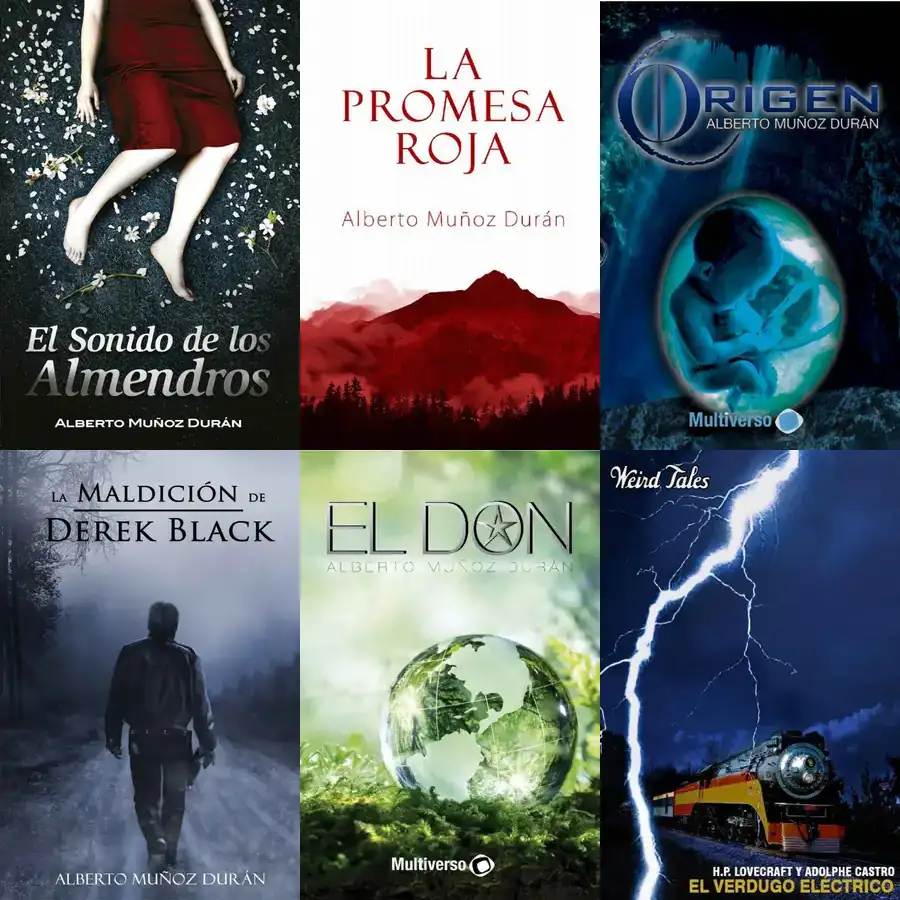 El Sonido de los
Almendros
ALBERTO MUÑOZ DURÁN
LA
PROMESA
ROJA
Alberto Muñoz Durán
ORIGEN
ALBERTO MUÑOZ DURÁN
Multiverso
LA MALDICIÓN DE
DEREK BLACK
ALBERTO MUÑOZ DURÁN
EL DON
ALBERTO MUÑOZ DURÁN
Multiverso
Weird Tales
H.P. LOVECRAFT Y ADOLPHE CASTRO
EL VERDUGO ELÉCTRICO